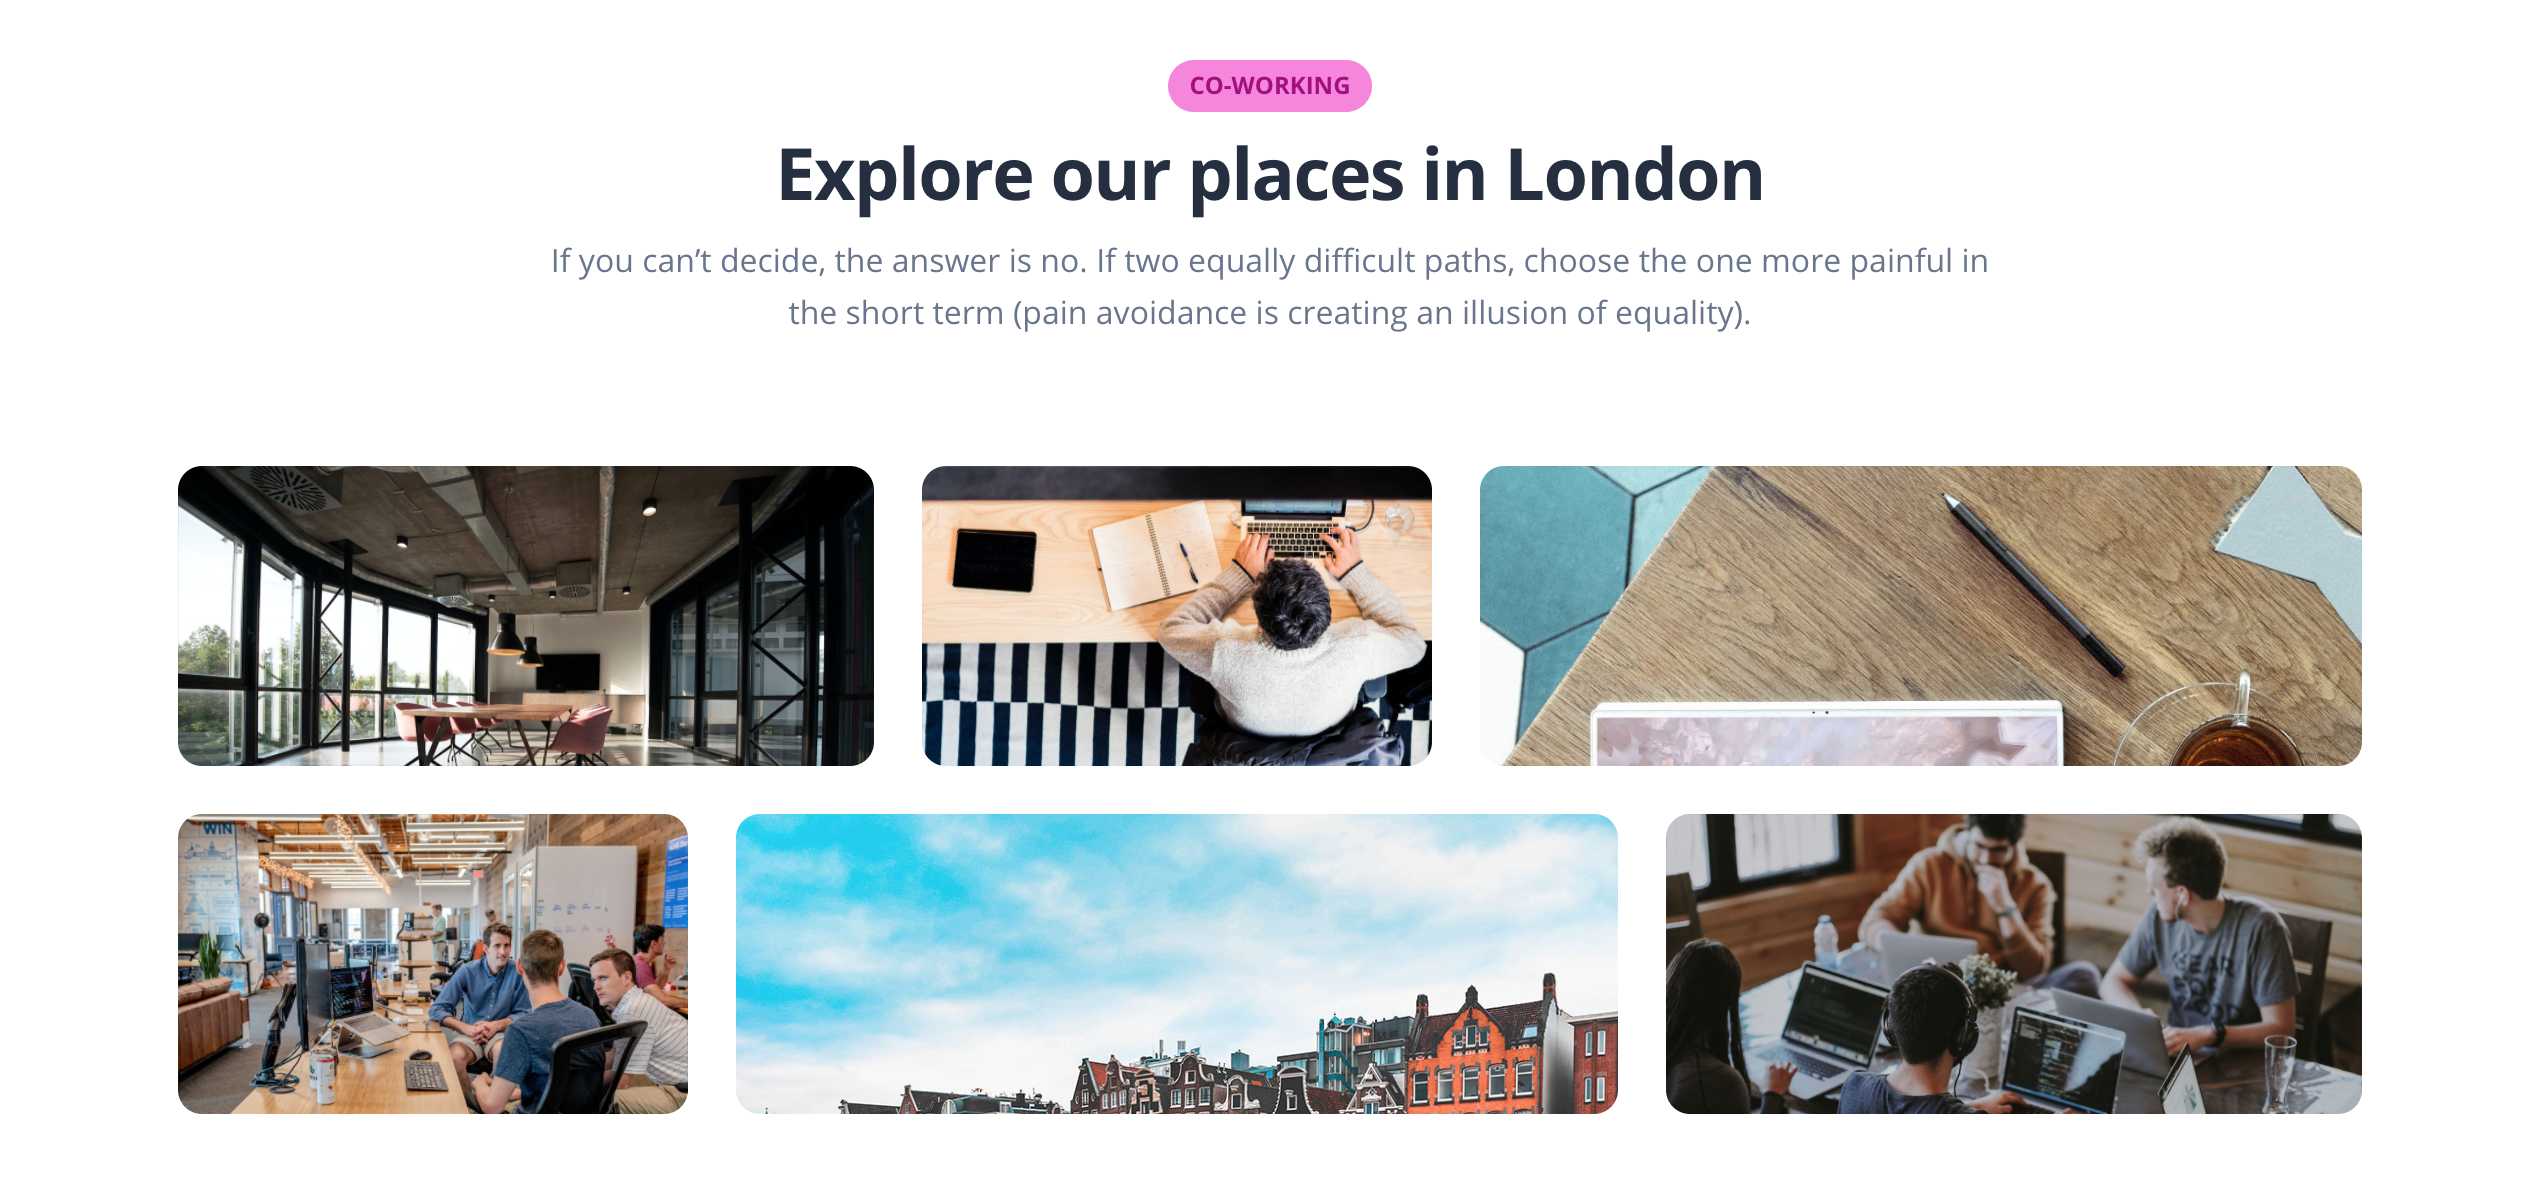 CO-WORKING
Explore our places in London
If you can’t decide, the answer is no. If two equally difficult paths, choose the one more painful in
the short term (pain avoidance is creating an illusion of equality).
WIN